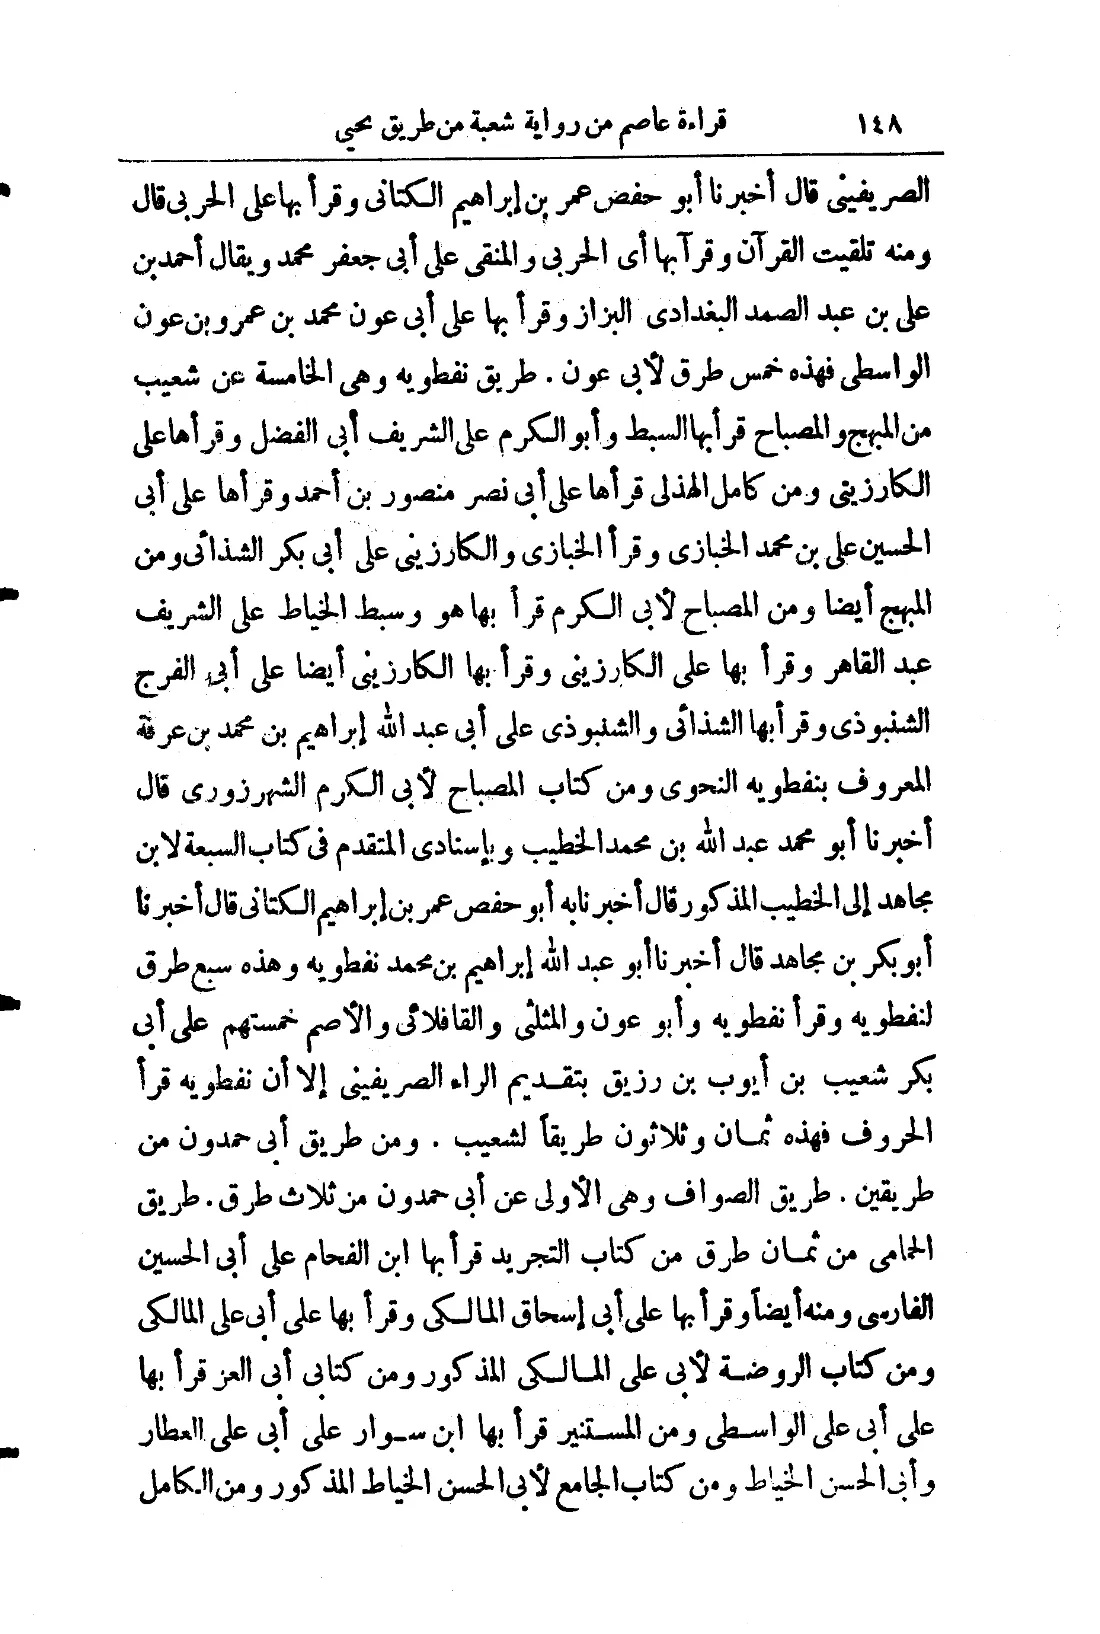 ١٤٨ قراءة عاصم من رواية شعبة من طريق يحيى
الصريفينى قال أخبرنا أبو حفص عمر بن إبراهيم الكتانى وقرأ بها على الحربى قال
ومنه تلقيت القرآن وقرآ بها أى الحربى والمنقى على أبى جعفر محمد ويقال أحمد بن
على بن عبد الصمد البغدادى البزاز وقرأ بها على أبى عون محمد بن عمرو بن عون
الواسطى فهذه خمس طرق لأبى عون . طريق نفطويه وهى الخامسة عن شعيب
من المبهج والمصباح قرأ بها السبط وأبو الكرم على الشريف أبى الفضل وقرأها على
الكارزينى ومن كامل الهذلى قرأها على أبى نصر منصور بن أحمد وقرأها على أبى
الحسين على بن محمد الخبازى وقرأ الخبازى والكارزينى على أبى بكر الشذائى ومن
المبهج أيضا ومن المصباح لأبى الكرم قرأ بها هو وسبط الخياط على الشريف
عبد القاهر وقرأ بها على الكارزينى وقرأ بها الكارزينى أيضا على أبى الفرج
الشنبوذى وقرأ بها الشذائى والشنبوذى على أبى عبد الله إبراهيم بن محمد بن عرفة
المعروف بنفطويه النحوى ومن كتاب المصباح لأبى الكرم الشهرزورى قال
أخبرنا أبو محمد عبد الله بن محمد الخطيب وبإسنادى المتقدم فى كتاب السبعة لابن
مجاهد إلى الخطيب المذكور قال أخبرنا به أبو حفص عمر بن إبراهيم الكتانى قال أخبرنا
أبو بكر بن مجاهد قال أخبرنا أبو عبد الله إبراهيم بن محمد نفطويه وهذه سبع طرق
لنفطويه وقرأ نفطويه وأبو عون والمثلثى والقافلائى والأصم خمستهم على أبى
بكر شعيب بن أيوب بن رزيق بتقديم الراء الصريفينى إلا أن نفطويه قرأ
الحروف فهذه ثمان وثلاثون طريقاً لشعيب . ومن طريق أبى حمدون من
طريقين . طريق الصواف وهى الأولى عن أبى حمدون من ثلاث طرق . طريق
الحمامى من ثمان طرق من كتاب التجريد قرأ بها ابن الفحام على أبى الحسين
الفارسى ومنه أيضاً وقرأ بها على أبى إسحاق المالكى وقرأ بها على أبى على المالكى
ومن كتاب الروضة لأبى على المالكى المذكور ومن كتابى أبى العز قرأ بها
على أبى على الواسطى ومن المستنير قرأ بها ابن سوار على أبى على العطار
وأبى الحسن الخياط ومن كتاب الجامع لأبى الحسن الخياط المذكور ومن الكامل